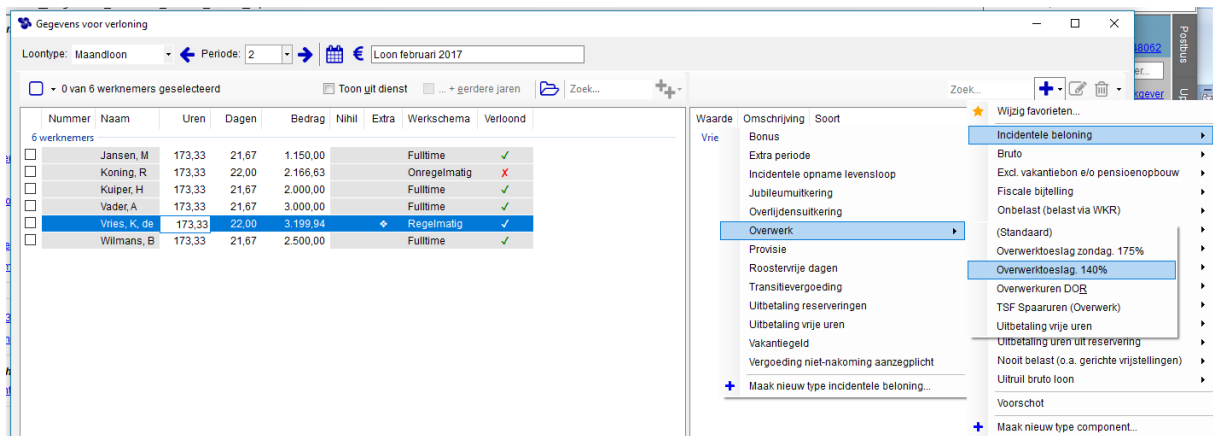 Gegevens voor verloning
Loontype: Maandloon Periode: 2 € Loon februari 2017
0 van 6 werknemers geselecteerd Toon uit dienst ... + eerdere jaren Zoek... Zoek...
Nummer Naam Uren Dagen Bedrag Nihil Extra Werkschema Verloond
6 werknemers
Jansen, M 173,33 21,67 1.150,00 Fulltime ✓
Koning, R 173,33 22,00 2.166,63 Onregelmatig ✗
Kuiper, H 173,33 21,67 2.000,00 Fulltime ✓
Vader, A 173,33 21,67 3.000,00 Fulltime ✓
Vries, K, de 173,33 22,00 3.199,94 Regelmatig ✓
Wilmans, B 173,33 21,67 2.500,00 Fulltime ✓
Waarde Omschrijving Soort
Vrie
Bonus
Extra periode
Incidentele opname levensloop
Jubileumuitkering
Overlijdensuitkering
Overwerk
Provisie
Roostervrije dagen
Transitievergoeding
Uitbetaling reserveringen
Uitbetaling vrije uren
Vakantiegeld
Vergoeding niet-nakoming aanzegplicht
Maak nieuw type incidentele beloning...
Wijzig favorieten...
Incidentele beloning
Bruto
Excl. vakantiebon e/o pensioenopbouw
Fiscale bijtelling
Onbelast (belast via WKR)
(Standaard)
Overwerktoeslag zondag. 175%
Overwerktoeslag. 140%
Overwerkuren DOR
TSF Spaaruren (Overwerk)
Uitbetaling vrije uren
Uitbetaling uren uit reservering
Nooit belast (o.a. gerichte vrijstellingen)
Uitruil bruto loon
Voorschot
Maak nieuw type component...
Postbus
48062
er...
kgever